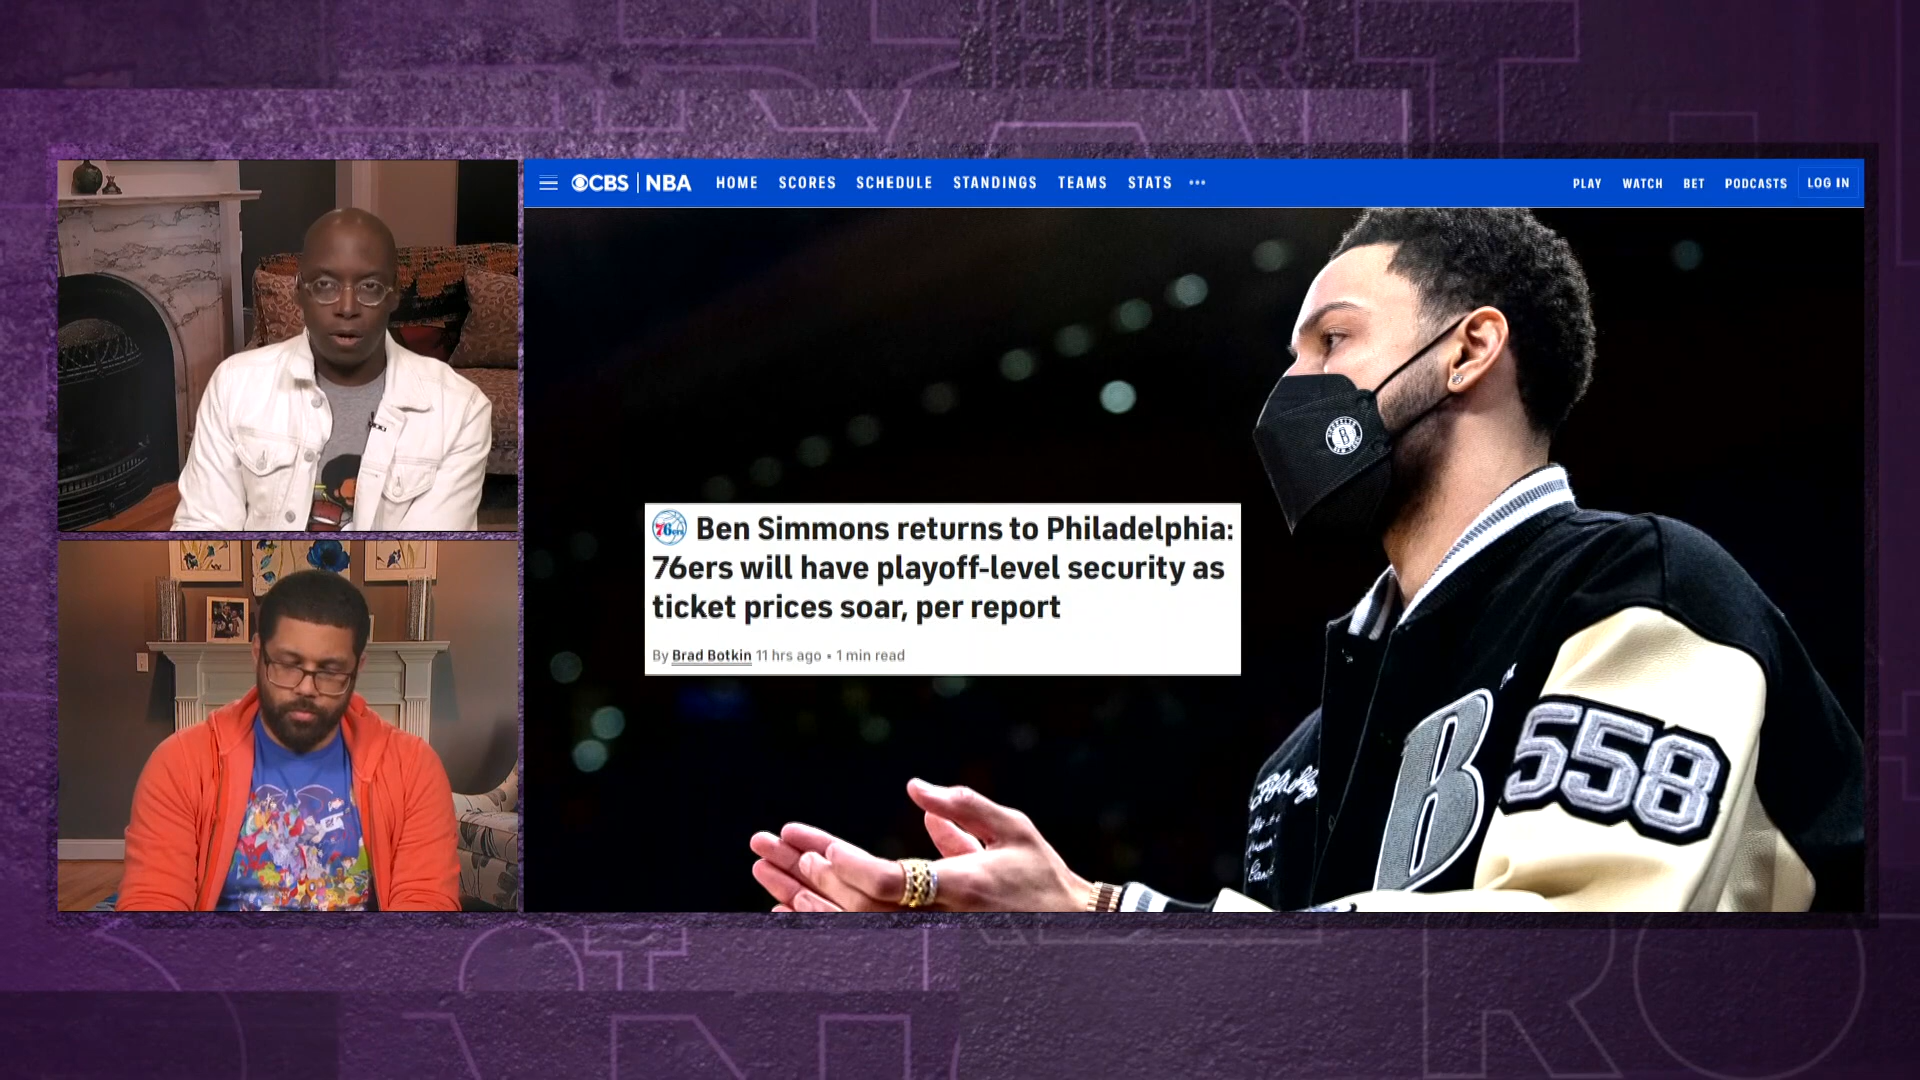 CBS | NBA HOME SCORES SCHEDULE STANDINGS TEAMS STATS ••• PLAY WATCH BET PODCASTS LOG IN
76ers Ben Simmons returns to Philadelphia:
76ers will have playoff-level security as
ticket prices soar, per report
By Brad Botkin 11 hrs ago • 1 min read
B
B
558